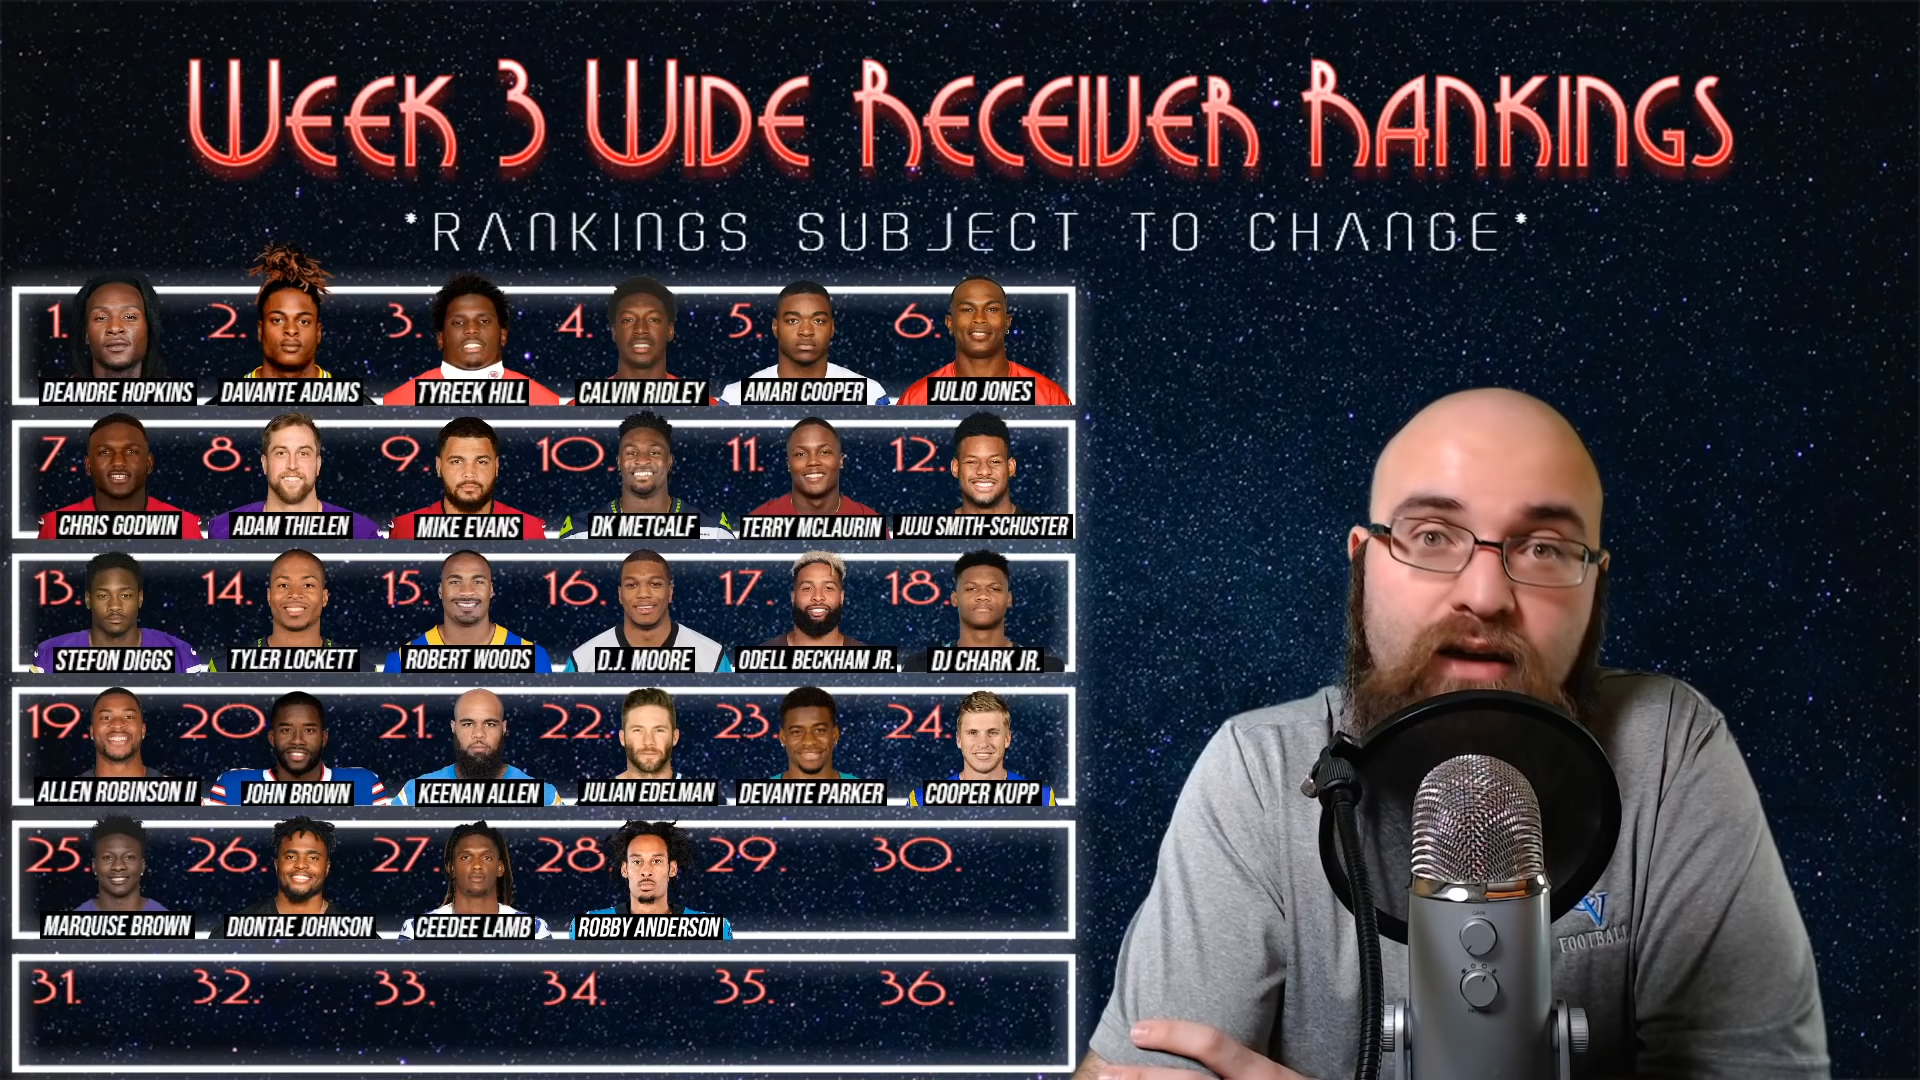 WEEK 3 WIDE RECEIVER RANKINGS
*RANKINGS SUBJECT TO CHANGE*
1. 2. 3. 4. 5. 6.
DEANDRE HOPKINS DAVANTE ADAMS TYREEK HILL CALVIN RIDLEY AMARI COOPER JULIO JONES
7. 8. 9. 10. 11. 12.
CHRIS GODWIN ADAM THIELEN MIKE EVANS DK METCALF TERRY MCLAURIN JUJU SMITH-SCHUSTER
13. 14. 15. 16. 17. 18.
STEFON DIGGS TYLER LOCKETT ROBERT WOODS D.J. MOORE ODELL BECKHAM JR. DJ CHARK JR.
19. 20. 21. 22. 23. 24.
ALLEN ROBINSON II JOHN BROWN KEENAN ALLEN JULIAN EDELMAN DEVANTE PARKER COOPER KUPP
25. 26. 27. 28. 29. 30.
MARQUISE BROWN DIONTAE JOHNSON CEEDEE LAMB ROBBY ANDERSON
31. 32. 33. 34. 35. 36.
GAIN
V
FOOTBALL